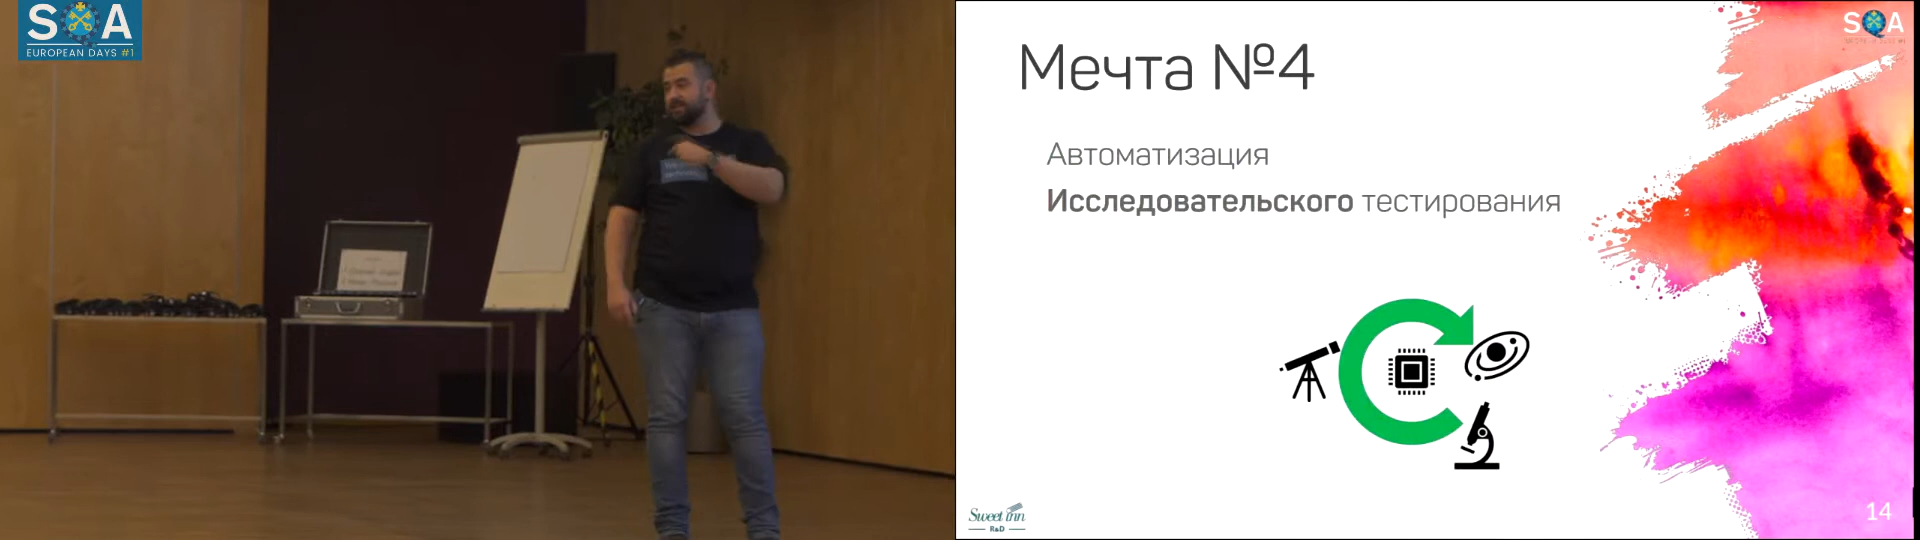 SQA
EUROPEAN DAYS #1
Мечта №4
SQA
Автоматизация
Исследовательского тестирования
Sweet inn
R&D
14